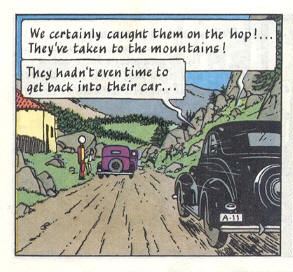 We certainly caught them on the hop!...
They've taken to the mountains!
They hadn't even time to
get back into their car...
A-11